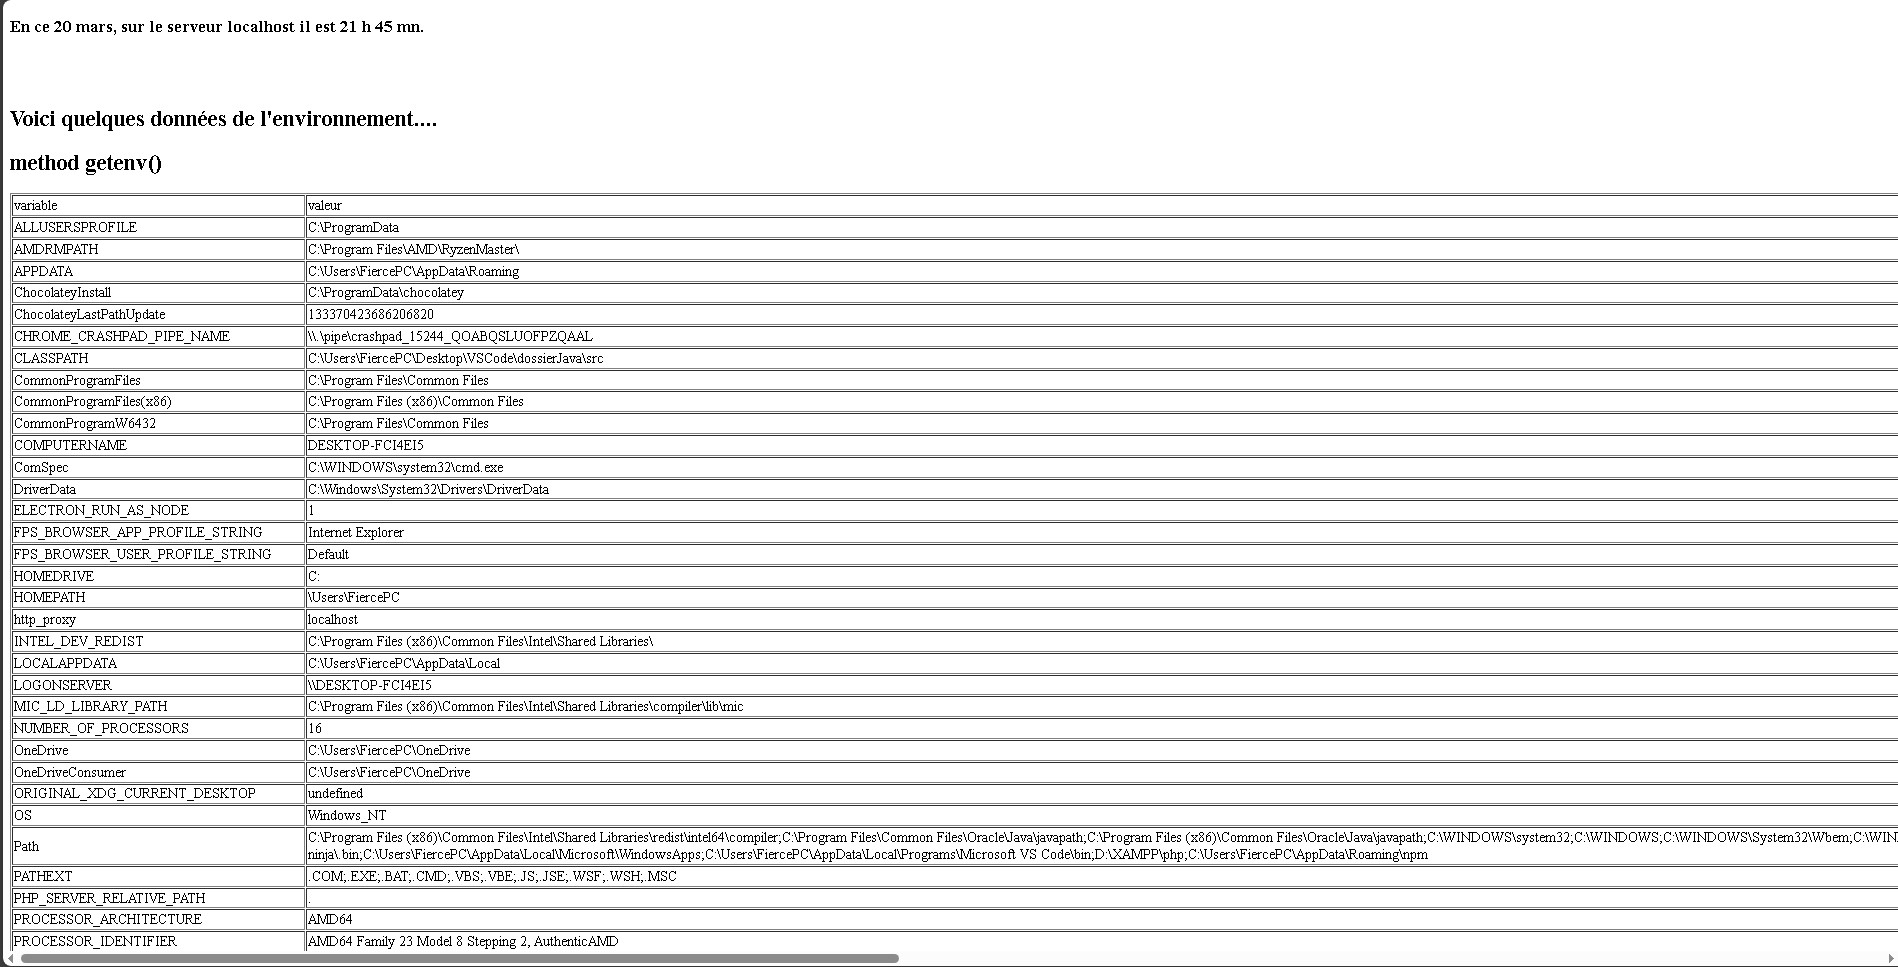 En ce 20 mars, sur le serveur localhost il est 21 h 45 mn.
Voici quelques données de l'environnement....
method getenv()
variable valeur
ALLUSERSPROFILE C:\ProgramData
AMDRMPATH C:\Program Files\AMD\RyzenMaster\
APPDATA C:\Users\FiercePC\AppData\Roaming
ChocolateyInstall C:\ProgramData\chocolatey
ChocolateyLastPathUpdate 133370423686206820
CHROME_CRASHPAD_PIPE_NAME \\.\pipe\crashpad_15244_QOABQSLUOFPZQAAL
CLASSPATH C:\Users\FiercePC\Desktop\VSCode\dossierJava\src
CommonProgramFiles C:\Program Files\Common Files
CommonProgramFiles(x86) C:\Program Files (x86)\Common Files
CommonProgramW6432 C:\Program Files\Common Files
COMPUTERNAME DESKTOP-FCI4EI5
ComSpec C:\WINDOWS\system32\cmd.exe
DriverData C:\Windows\System32\Drivers\DriverData
ELECTRON_RUN_AS_NODE 1
FPS_BROWSER_APP_PROFILE_STRING Internet Explorer
FPS_BROWSER_USER_PROFILE_STRING Default
HOMEDRIVE C:
HOMEPATH \Users\FiercePC
http_proxy localhost
INTEL_DEV_REDIST C:\Program Files (x86)\Common Files\Intel\Shared Libraries\
LOCALAPPDATA C:\Users\FiercePC\AppData\Local
LOGONSERVER \\DESKTOP-FCI4EI5
MIC_LD_LIBRARY_PATH C:\Program Files (x86)\Common Files\Intel\Shared Libraries\compiler\lib\mic
NUMBER_OF_PROCESSORS 16
OneDrive C:\Users\FiercePC\OneDrive
OneDriveConsumer C:\Users\FiercePC\OneDrive
ORIGINAL_XDG_CURRENT_DESKTOP undefined
OS Windows_NT
Path C:\Program Files (x86)\Common Files\Intel\Shared Libraries\redist\intel64\compiler;C:\Program Files\Common Files\Oracle\Java\javapath;C:\Program Files (x86)\Common Files\Oracle\Java\javapath;C:\WINDOWS\system32;C:\WINDOWS;C:\WINDOWS\System32\Wbem;C:\WIN
ninja\.bin;C:\Users\FiercePC\AppData\Local\Microsoft\WindowsApps;C:\Users\FiercePC\AppData\Local\Programs\Microsoft VS Code\bin;D:\XAMPP\php;C:\Users\FiercePC\AppData\Roaming\npm
PATHEXT .COM;.EXE;.BAT;.CMD;.VBS;.VBE;.JS;.JSE;.WSF;.WSH;.MSC
PHP_SERVER_RELATIVE_PATH .
PROCESSOR_ARCHITECTURE AMD64
PROCESSOR_IDENTIFIER AMD64 Family 23 Model 8 Stepping 2, AuthenticAMD